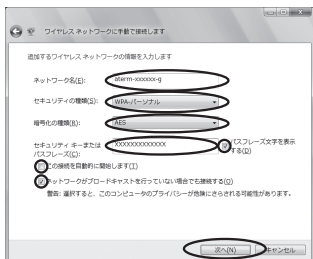 ワイヤレス ネットワークに手動で接続します
追加するワイヤレス ネットワークの情報を入力します
ネットワーク名(E): aterm-xxxxxx-g
セキュリティの種類(S): WPA-パーソナル
暗号化の種類(R): AES
セキュリティ キーまたはパスフレーズ(C): XXXXXXXXXXXXX パスフレーズ文字を表示する(D)
この接続を自動的に開始します(T)
ネットワークがブロードキャストを行っていない場合でも接続する(O)
警告: 選択すると、このコンピュータのプライバシーが危険にさらされる可能性があります。
次へ(N) キャンセル